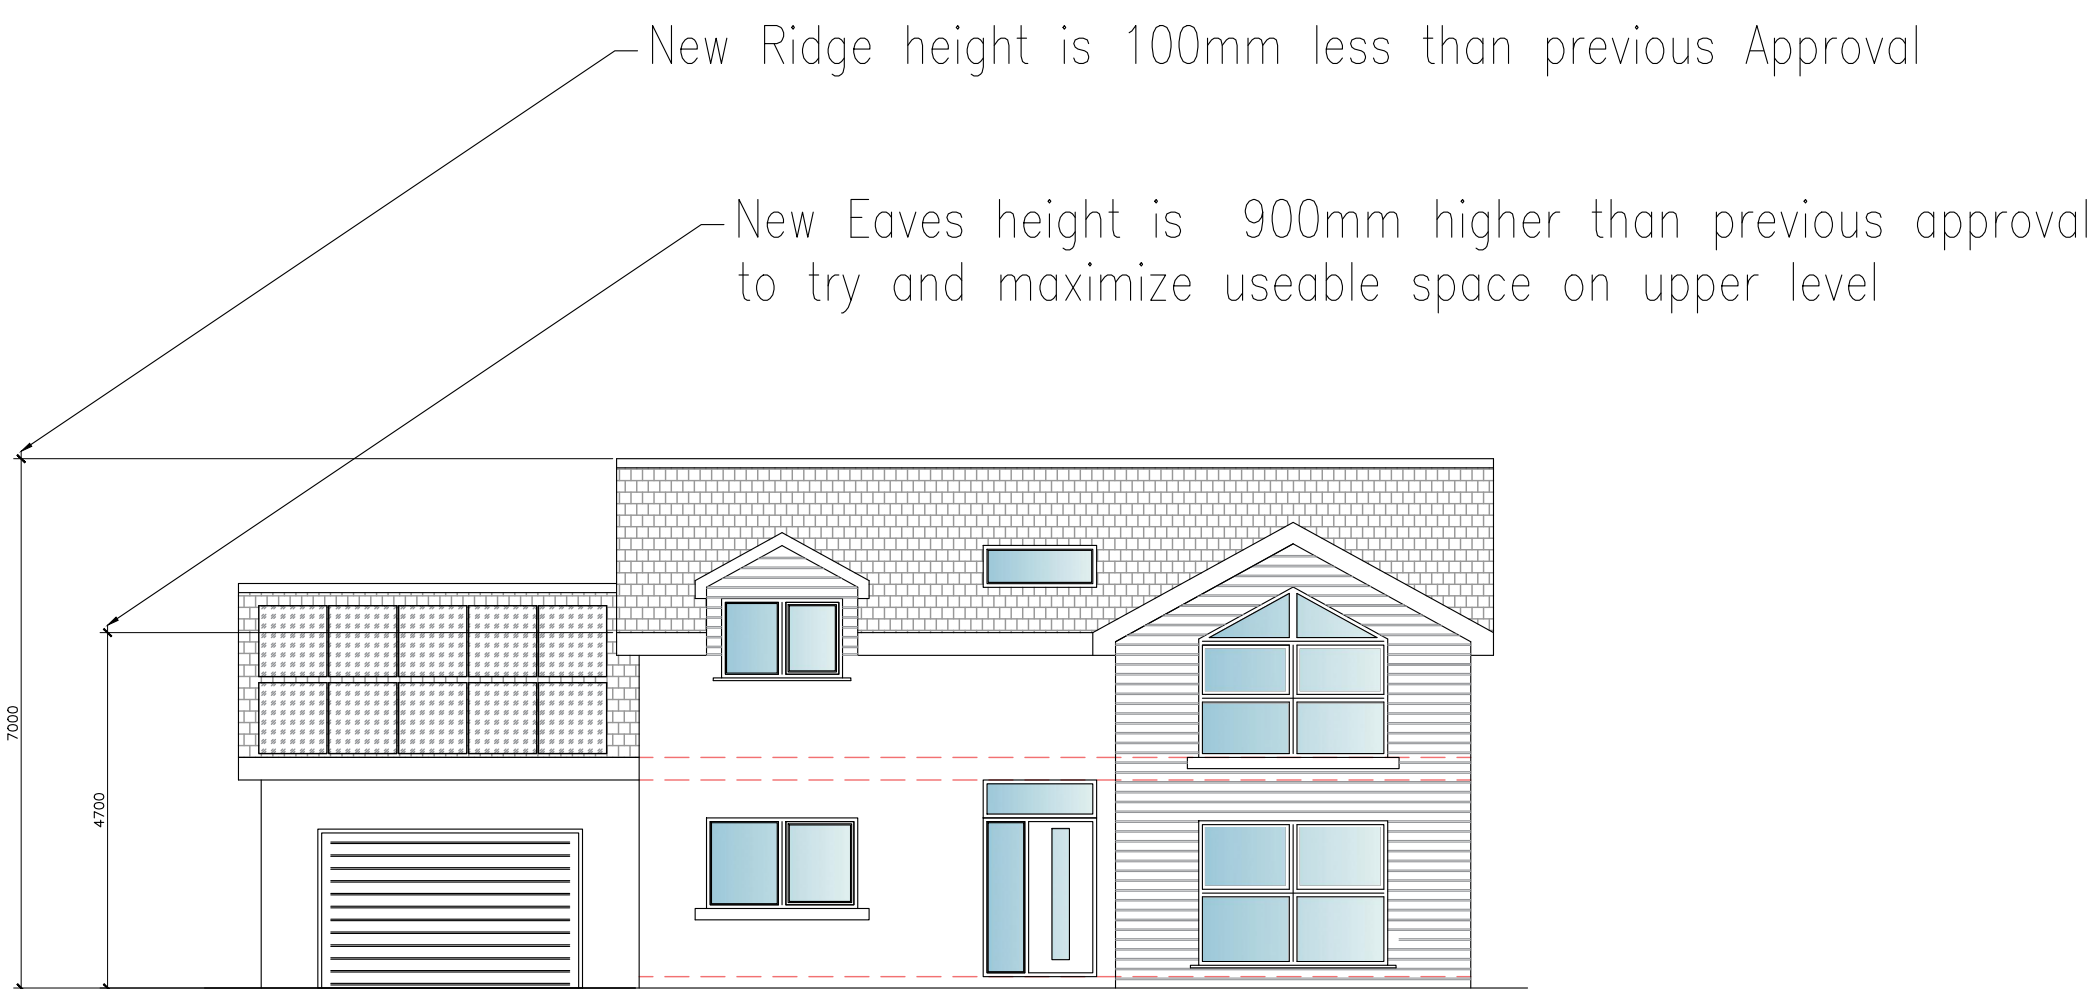 New Ridge height is 100mm less than previous Approval
New Eaves height is 900mm higher than previous approval
to try and maximize useable space on upper level
7000
4700